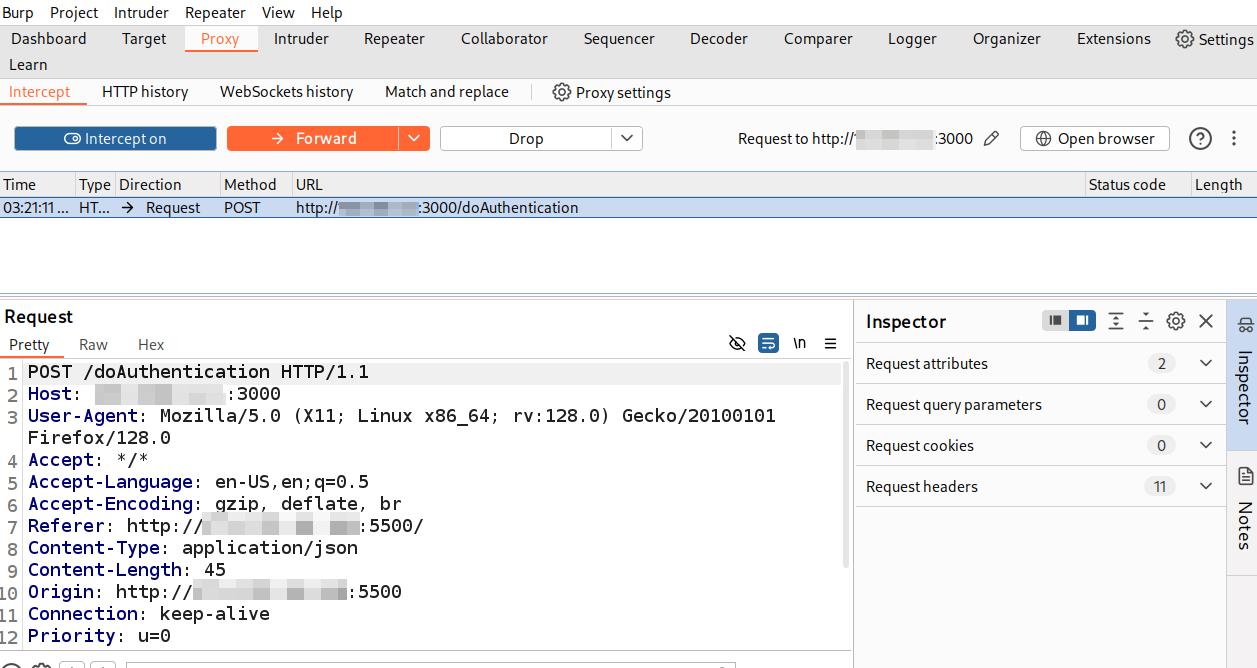 Burp Project Intruder Repeater View Help
Dashboard Target Proxy Intruder Repeater Collaborator Sequencer Decoder Comparer Logger Organizer Extensions Settings
Learn
Intercept HTTP history WebSockets history Match and replace Proxy settings
Intercept on Forward Drop Request to http:// :3000 Open browser
Time Type Direction Method URL Status code Length
03:21:11 ... HT... → Request POST http:// :3000/doAuthentication
Request
Pretty Raw Hex \n
1 POST /doAuthentication HTTP/1.1
2 Host: :3000
3 User-Agent: Mozilla/5.0 (X11; Linux x86_64; rv:128.0) Gecko/20100101
Firefox/128.0
4 Accept: */*
5 Accept-Language: en-US,en;q=0.5
6 Accept-Encoding: gzip, deflate, br
7 Referer: http:// :5500/
8 Content-Type: application/json
9 Content-Length: 45
10 Origin: http:// :5500
11 Connection: keep-alive
12 Priority: u=0
Inspector
Request attributes 2
Request query parameters 0
Request cookies 0
Request headers 11
Inspector
Notes